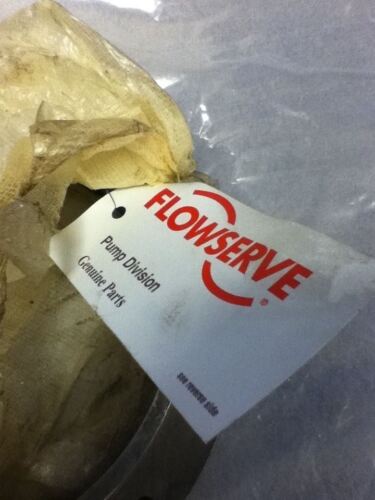 FLOWSERVE
®
Pump Division
Genuine Parts
see reverse side